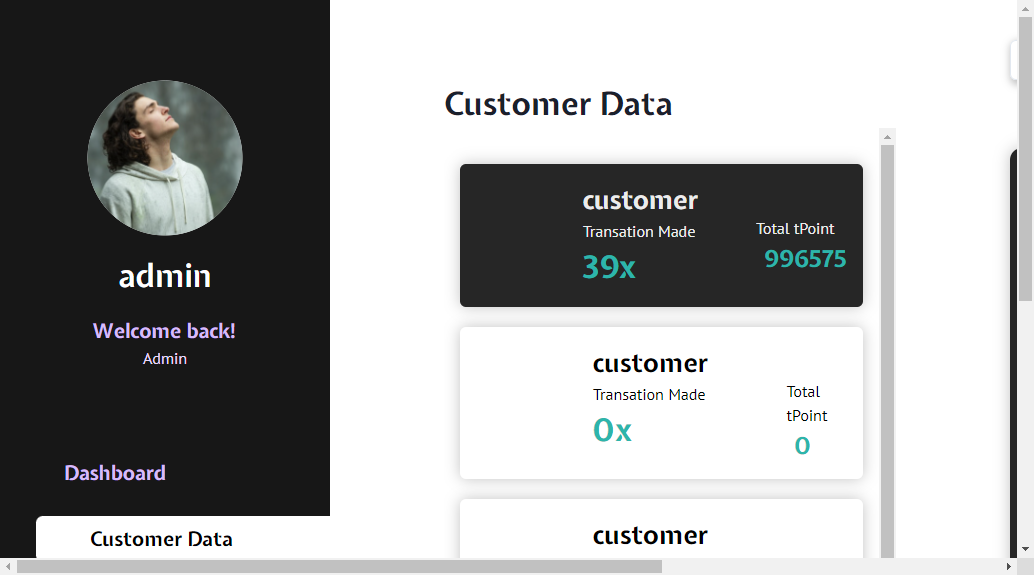 admin
Welcome back!
Admin
Dashboard
Customer Data
Customer Data
customer
Transation Made
39x
Total tPoint
996575
customer
Transation Made
0x
Total
tPoint
0
customer